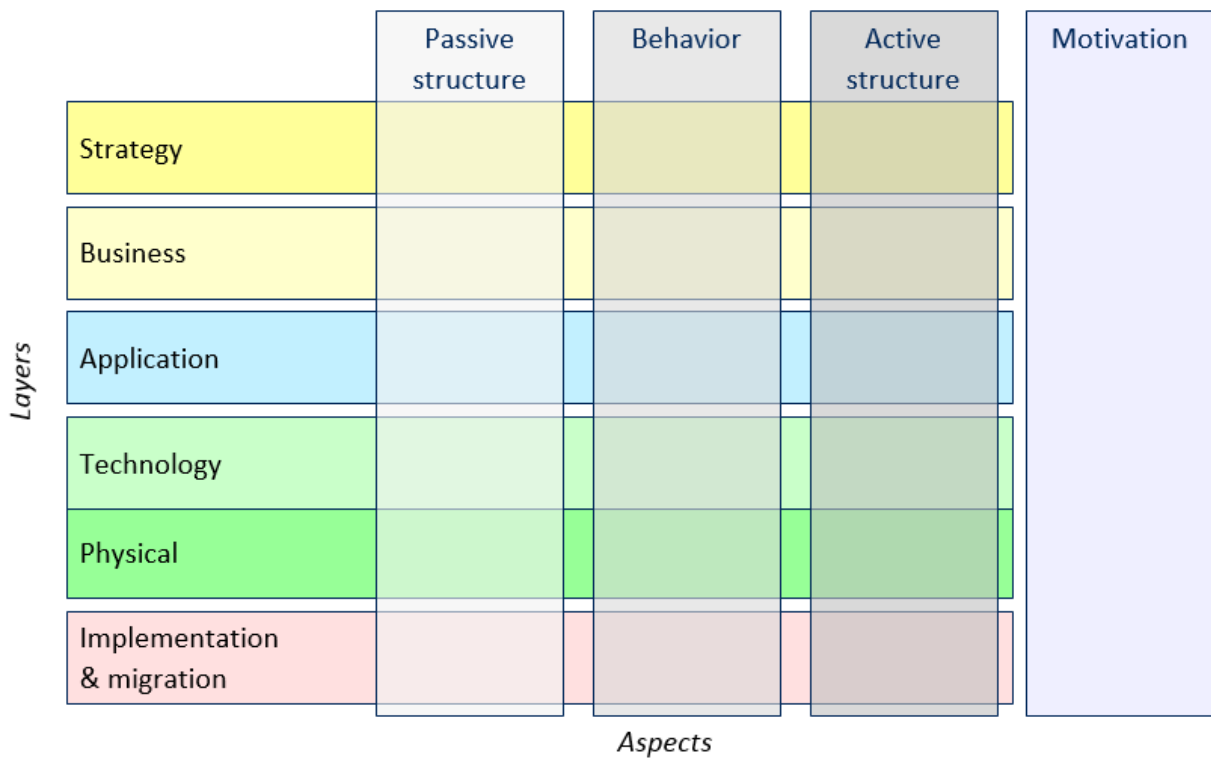 Passive
structure
Behavior
Active
structure
Motivation
Strategy
Business
Application
Technology
Physical
Implementation
& migration
Layers
Aspects